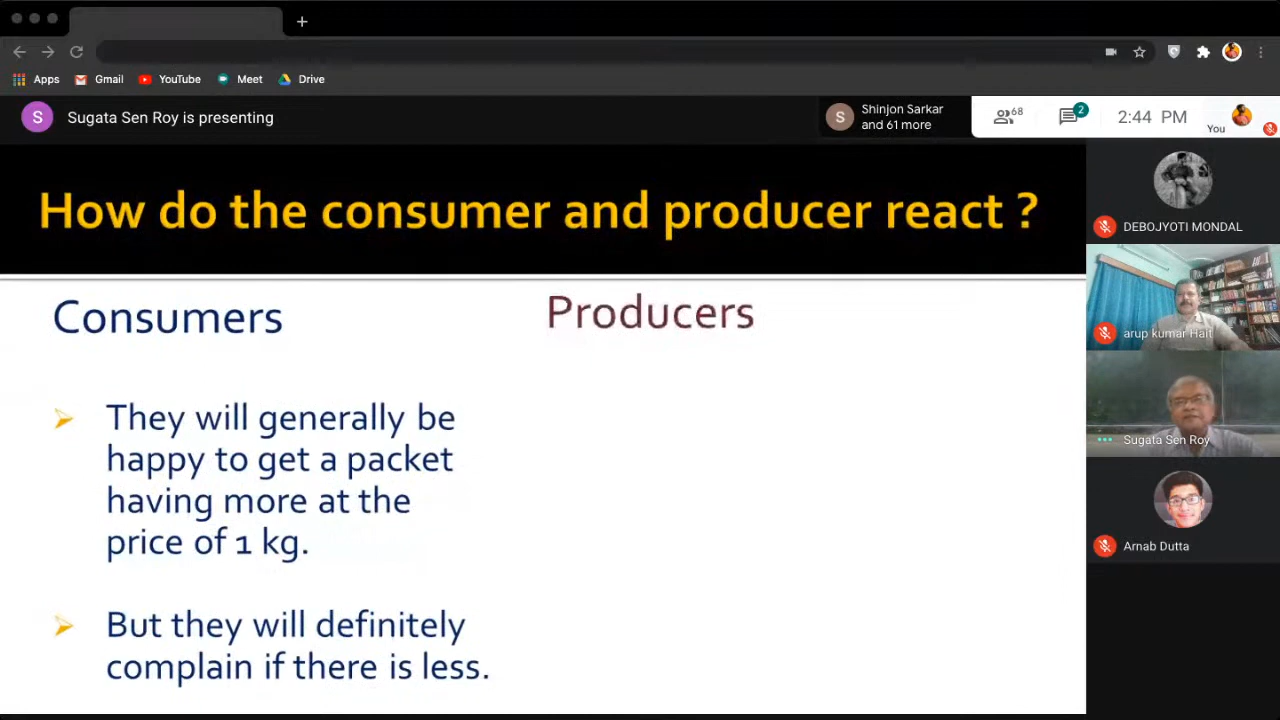 +
Apps Gmail YouTube Meet Drive
S Sugata Sen Roy is presenting
S Shinjon Sarkar
and 61 more
68
2
2:44 PM
You
How do the consumer and producer react ?
Consumers
Producers
They will generally be
happy to get a packet
having more at the
price of 1 kg.
But they will definitely
complain if there is less.
DEBOJYOTI MONDAL
arup kumar Hait
Sugata Sen Roy
Arnab Dutta